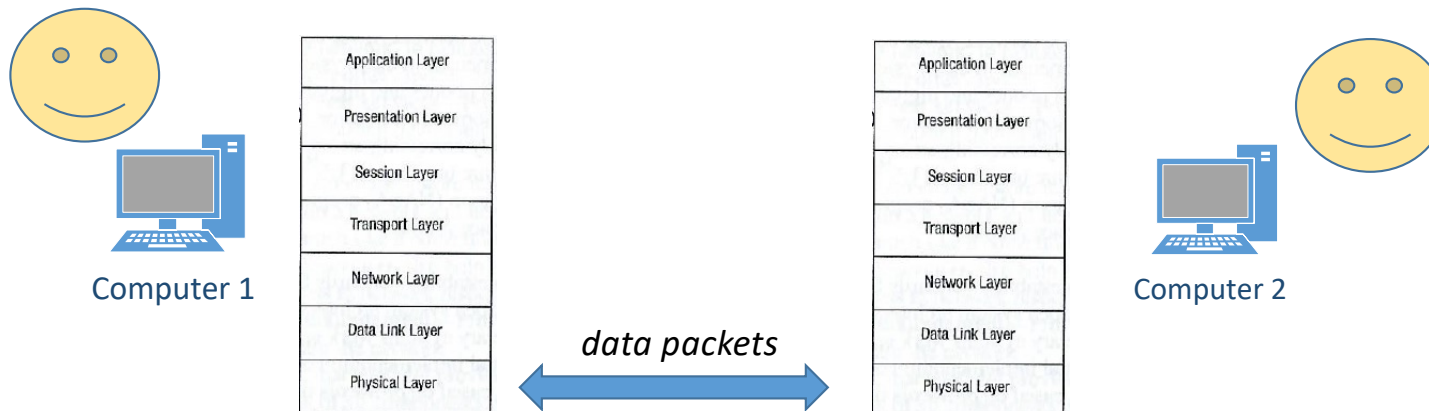 Application Layer
Presentation Layer
Session Layer
Transport Layer
Network Layer
Data Link Layer
Physical Layer
Computer 1
data packets
Application Layer
Presentation Layer
Session Layer
Transport Layer
Network Layer
Data Link Layer
Physical Layer
Computer 2